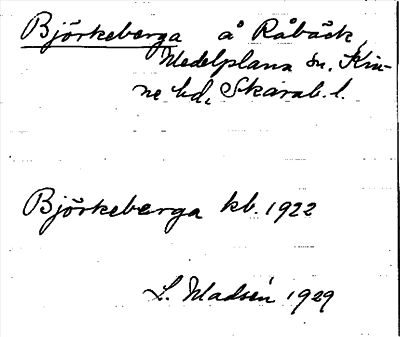 Björkeberga å Råbäck,
Medelplana sn. Kin-
ne hd, Skarab. l.
Björkeberga kb. 1922
L. Madsén 1929